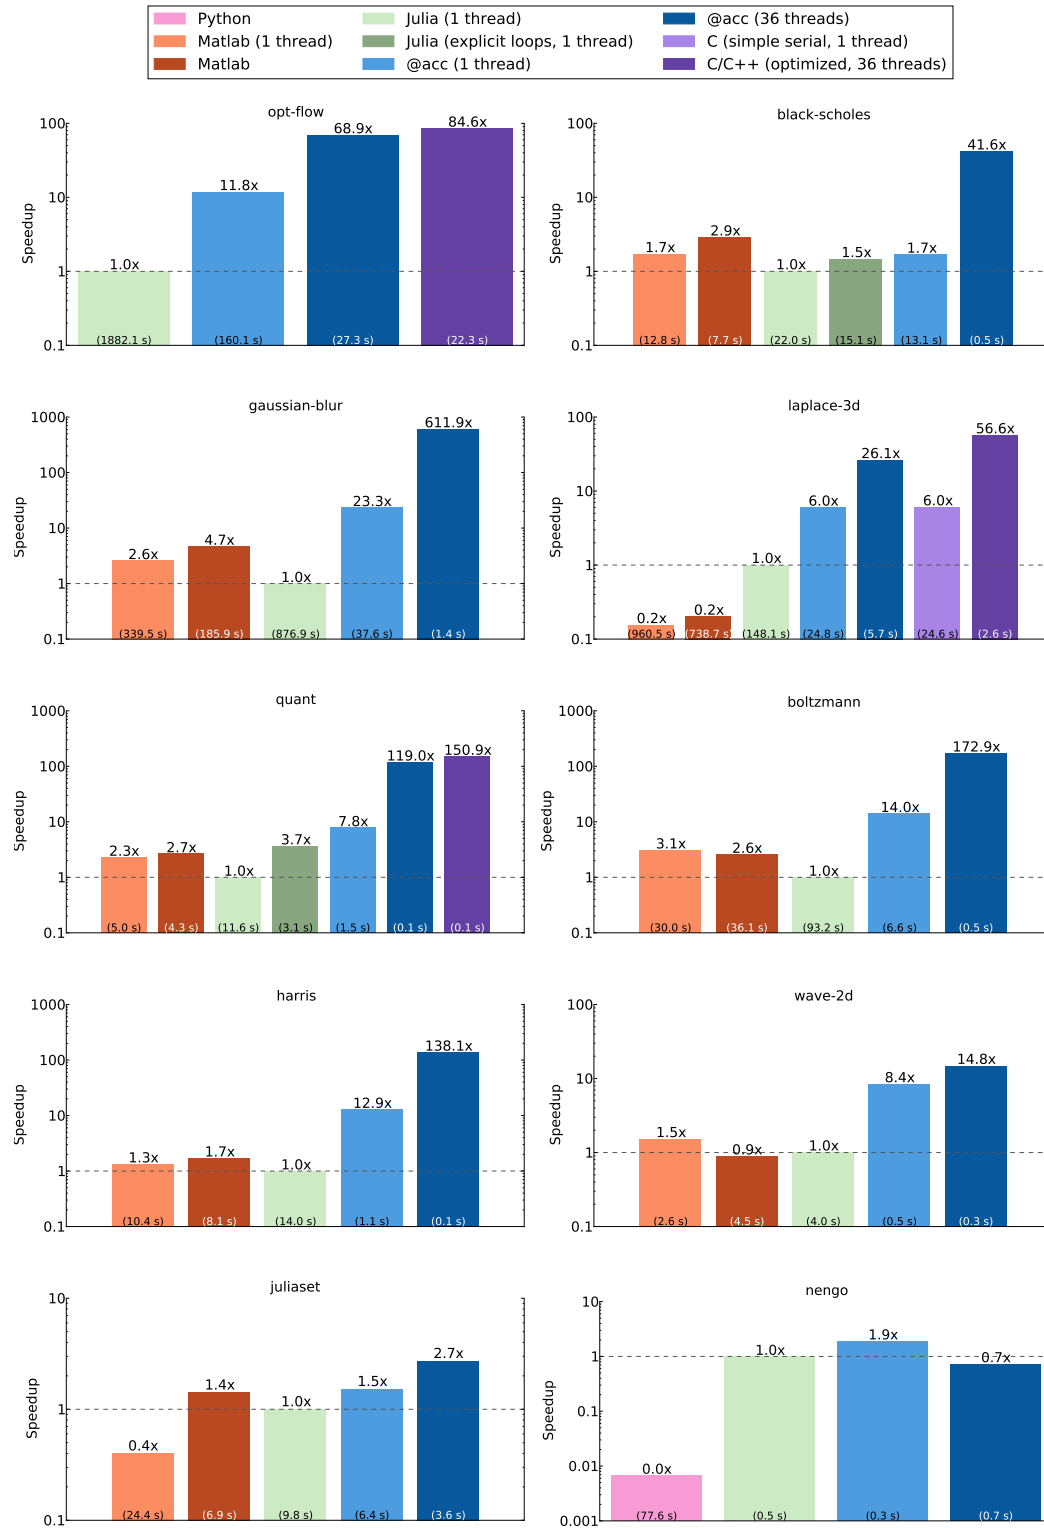 Python
Matlab (1 thread)
Matlab
Julia (1 thread)
Julia (explicit loops, 1 thread)
@acc (1 thread)
@acc (36 threads)
C (simple serial, 1 thread)
C/C++ (optimized, 36 threads)
opt-flow
Speedup
100
10
1
0.1
1.0x
11.8x
68.9x
84.6x
(1882.1 s)
(160.1 s)
(27.3 s)
(22.3 s)
black-scholes
Speedup
100
10
1
0.1
1.7x
2.9x
1.0x
1.5x
1.7x
41.6x
(12.8 s)
(7.7 s)
(22.0 s)
(15.1 s)
(13.1 s)
(0.5 s)
gaussian-blur
Speedup
1000
100
10
1
0.1
2.6x
4.7x
1.0x
23.3x
611.9x
(339.5 s)
(185.9 s)
(876.9 s)
(37.6 s)
(1.4 s)
laplace-3d
Speedup
100
10
1
0.1
0.2x
0.2x
1.0x
6.0x
26.1x
6.0x
56.6x
(960.5 s)
(738.7 s)
(148.1 s)
(24.8 s)
(5.7 s)
(24.6 s)
(2.6 s)
quant
Speedup
1000
100
10
1
0.1
2.3x
2.7x
1.0x
3.7x
7.8x
119.0x
150.9x
(5.0 s)
(4.3 s)
(11.6 s)
(3.1 s)
(1.5 s)
(0.1 s)
(0.1 s)
boltzmann
Speedup
1000
100
10
1
0.1
3.1x
2.6x
1.0x
14.0x
172.9x
(30.0 s)
(36.1 s)
(93.2 s)
(6.6 s)
(0.5 s)
harris
Speedup
1000
100
10
1
0.1
1.3x
1.7x
1.0x
12.9x
138.1x
(10.4 s)
(8.1 s)
(14.0 s)
(1.1 s)
(0.1 s)
wave-2d
Speedup
100
10
1
0.1
1.5x
0.9x
1.0x
8.4x
14.8x
(2.6 s)
(4.5 s)
(4.0 s)
(0.5 s)
(0.3 s)
juliaset
Speedup
10
1
0.1
0.4x
1.4x
1.0x
1.5x
2.7x
(24.4 s)
(6.9 s)
(9.8 s)
(6.4 s)
(3.6 s)
nengo
Speedup
10
1
0.1
0.01
0.001
0.0x
1.0x
1.9x
0.7x
(77.6 s)
(0.5 s)
(0.3 s)
(0.7 s)